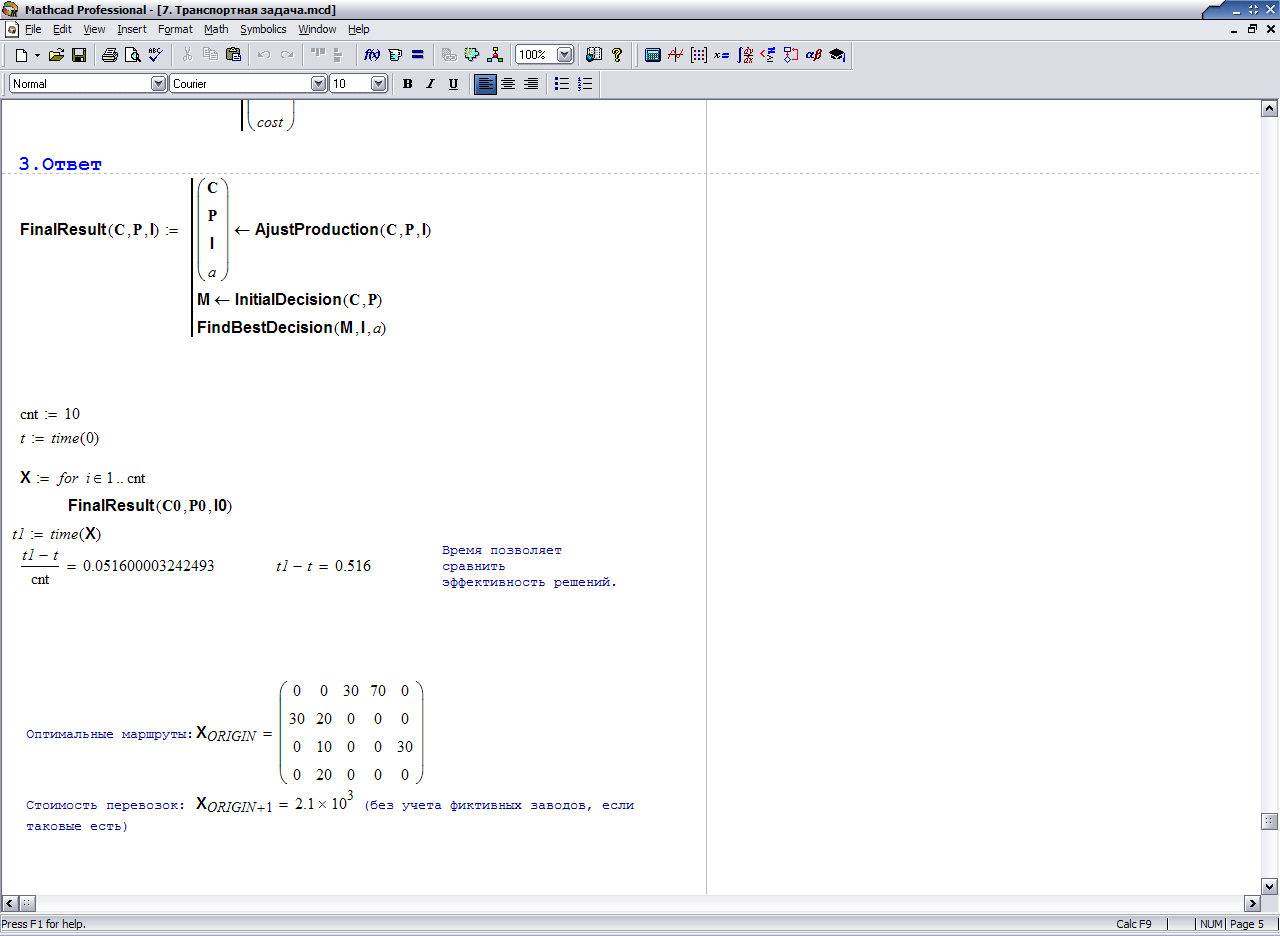 Mathcad Professional - [7. Транспортная задача.mcd]
File Edit View Insert Format Math Symbolics Window Help
100%
Normal Courier 10 B I U
cost
3.Ответ
C
P
FinalResult(C,P,I) := ← AjustProduction(C,P,I)
I
a
M ← InitialDecision(C,P)
FindBestDecision(M,I,a)
cnt := 10
t := time(0)
X := for i ∈ 1 .. cnt
FinalResult(C0,P0,I0)
t1 := time(X)
t1 − t
cnt
= 0.051600003242493 t1 − t = 0.516
Время позволяет
сравнить
эффективность решений.
0 0 30 70 0
30 20 0 0 0
Оптимальные маршруты: X ORIGIN =
0 10 0 0 30
0 20 0 0 0
Стоимость перевозок: X ORIGIN+1 = 2.1 × 10^3 (без учета фиктивных заводов, если
таковые есть)
Press F1 for help. Calc F9 NUM Page 5